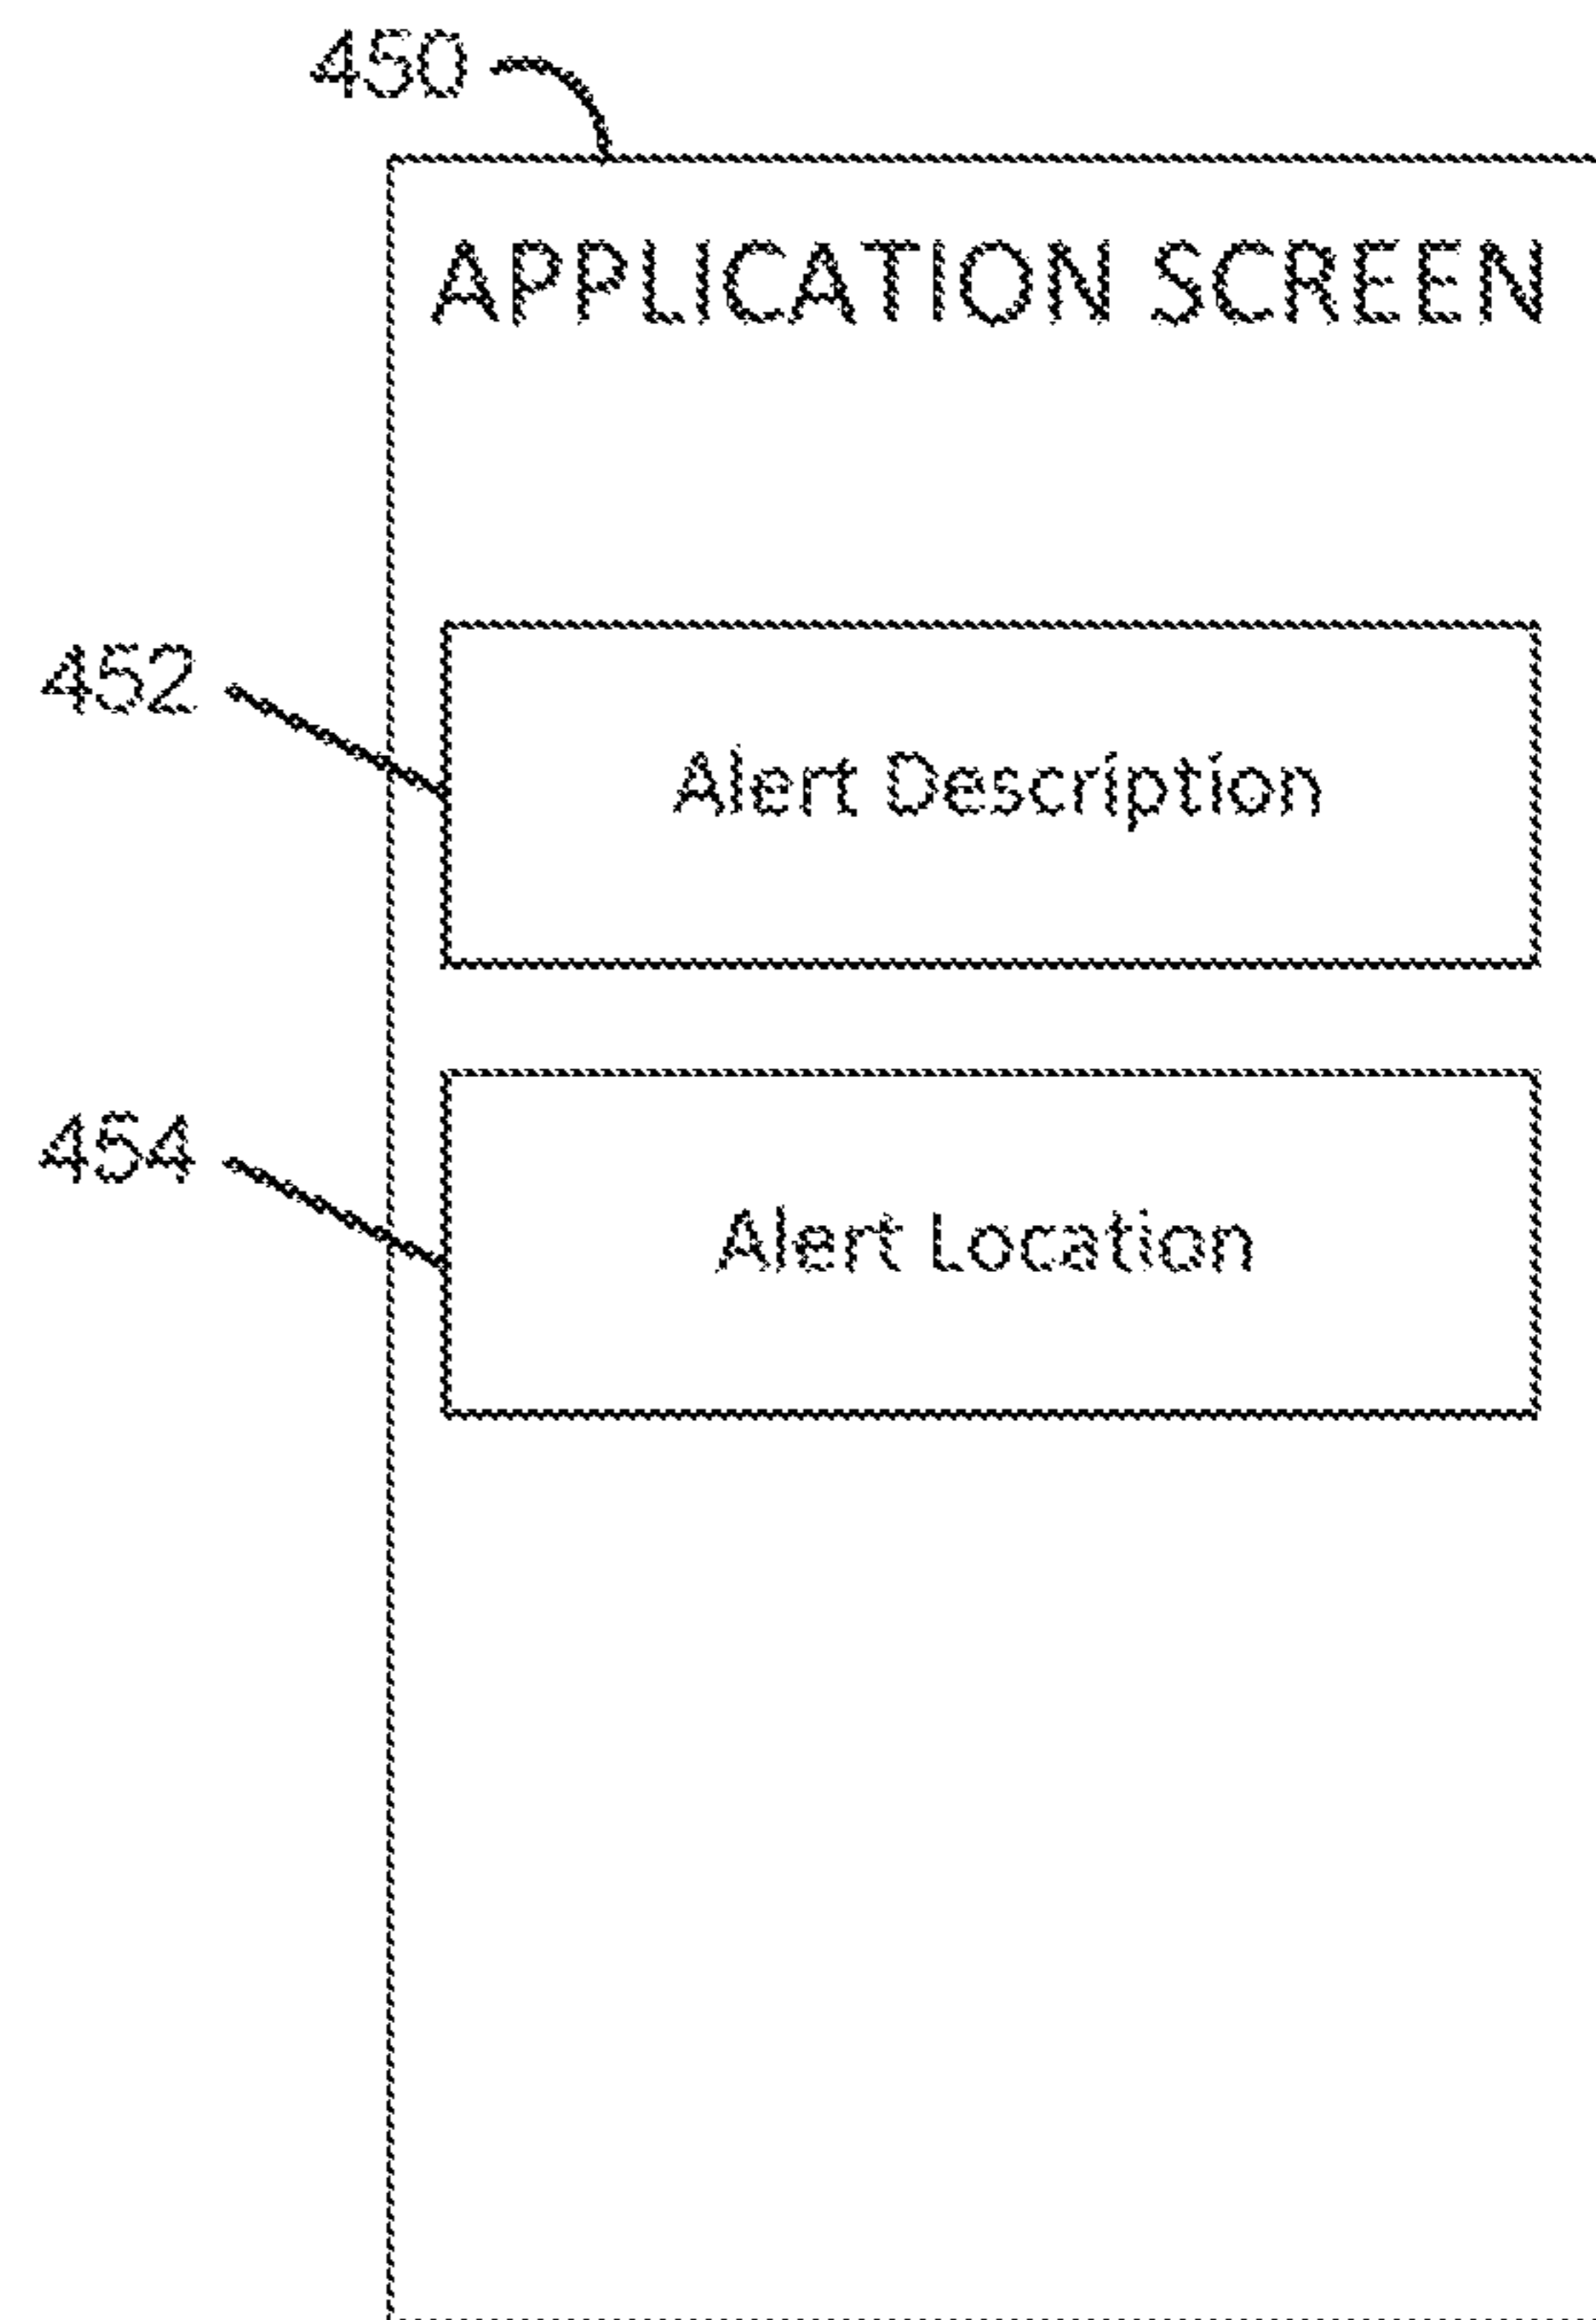 450
APPLICATION SCREEN
452
Alert Description
454
Alert Location